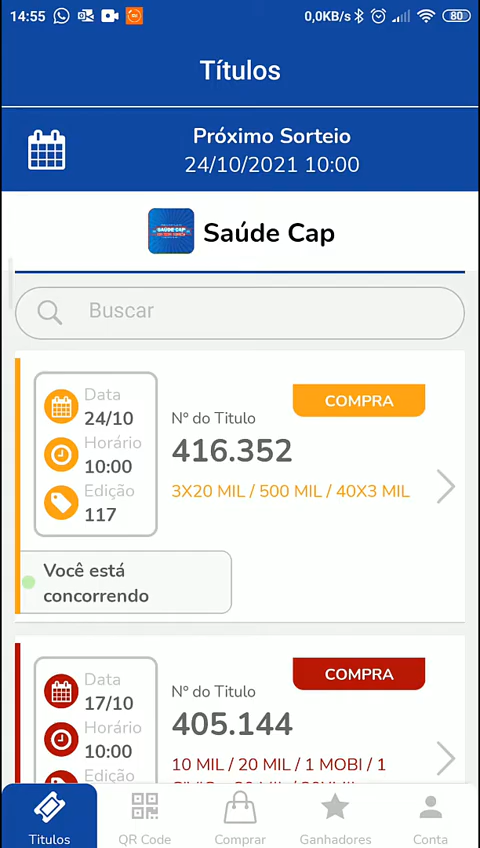 14:55
0,0KB/s
80
Títulos
Próximo Sorteio
24/10/2021 10:00
SAÚDE CAP
Saúde Cap
Buscar
COMPRA
Data
24/10
Horário
10:00
Edição
117
Nº do Titulo
416.352
3X20 MIL / 500 MIL / 40X3 MIL
Você está
concorrendo
COMPRA
Data
17/10
Horário
10:00
Edição
Nº do Titulo
405.144
10 MIL / 20 MIL / 1 MOBI / 1
Titulos
QR Code
Comprar
Ganhadores
Conta